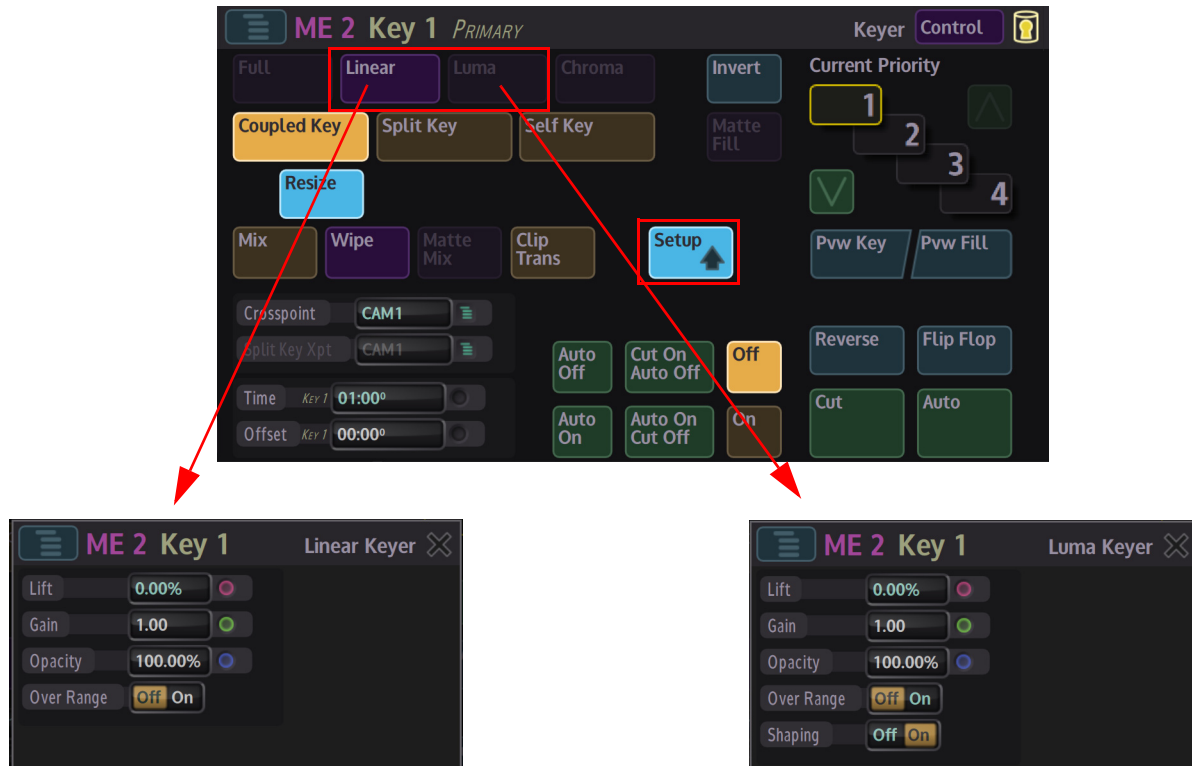 ME 2 Key 1 PRIMARY Keyer Control
Full Linear Luma Chroma Invert Current Priority
1
2
3
4
Coupled Key Split Key Self Key Matte Fill
Resize
Mix Wipe Matte Mix Clip Trans Setup Pvw Key Pvw Fill
Crosspoint CAM1
Split Key Xpt CAM1
Time KEY 1 01:00⁰
Offset KEY 1 00:00⁰
Auto Off Cut On Auto Off Off
Auto On Auto On Cut Off On
Reverse Flip Flop
Cut Auto
ME 2 Key 1 Linear Keyer
Lift 0.00%
Gain 1.00
Opacity 100.00%
Over Range Off On
ME 2 Key 1 Luma Keyer
Lift 0.00%
Gain 1.00
Opacity 100.00%
Over Range Off On
Shaping Off On